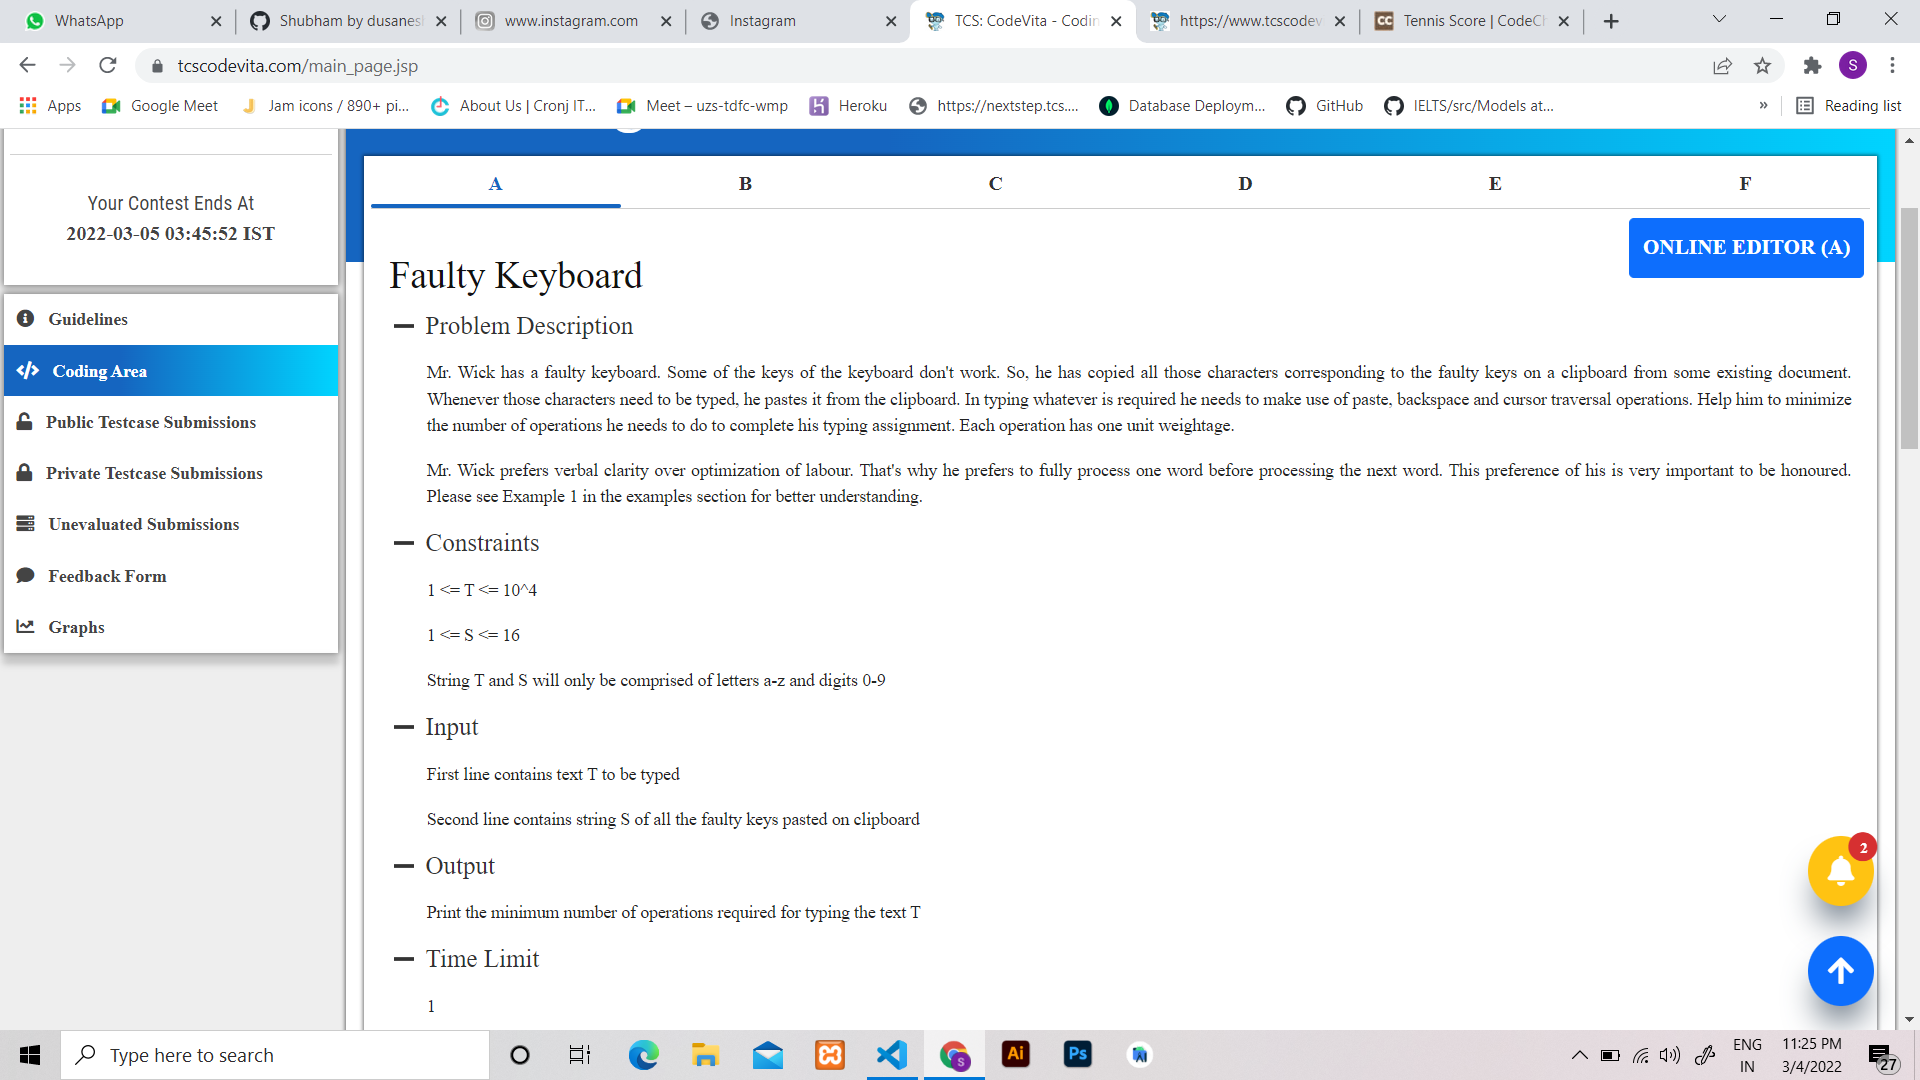 WhatsApp
Shubham by dusanesh
www.instagram.com
Instagram
TCS: CodeVita - Codin
https://www.tcscodev
CC Tennis Score | CodeCh
tcscodevita.com/main_page.jsp
S
Apps
Google Meet
Jam icons / 890+ pi...
About Us | Cronj IT...
Meet – uzs-tdfc-wmp
Heroku
https://nextstep.tcs....
Database Deploym...
GitHub
IELTS/src/Models at...
»
Reading list
Your Contest Ends At
2022-03-05 03:45:52 IST
Guidelines
Coding Area
Public Testcase Submissions
Private Testcase Submissions
Unevaluated Submissions
Feedback Form
Graphs
A B C D E F
ONLINE EDITOR (A)
Faulty Keyboard
Problem Description
Mr. Wick has a faulty keyboard. Some of the keys of the keyboard don't work. So, he has copied all those characters corresponding to the faulty keys on a clipboard from some existing document.
Whenever those characters need to be typed, he pastes it from the clipboard. In typing whatever is required he needs to make use of paste, backspace and cursor traversal operations. Help him to minimize
the number of operations he needs to do to complete his typing assignment. Each operation has one unit weightage.
Mr. Wick prefers verbal clarity over optimization of labour. That's why he prefers to fully process one word before processing the next word. This preference of his is very important to be honoured.
Please see Example 1 in the examples section for better understanding.
Constraints
1 <= T <= 10^4
1 <= S <= 16
String T and S will only be comprised of letters a-z and digits 0-9
Input
First line contains text T to be typed
Second line contains string S of all the faulty keys pasted on clipboard
Output
Print the minimum number of operations required for typing the text T
Time Limit
1
2
Type here to search
Ai
Ps
S
ENG
IN
11:25 PM
3/4/2022
27